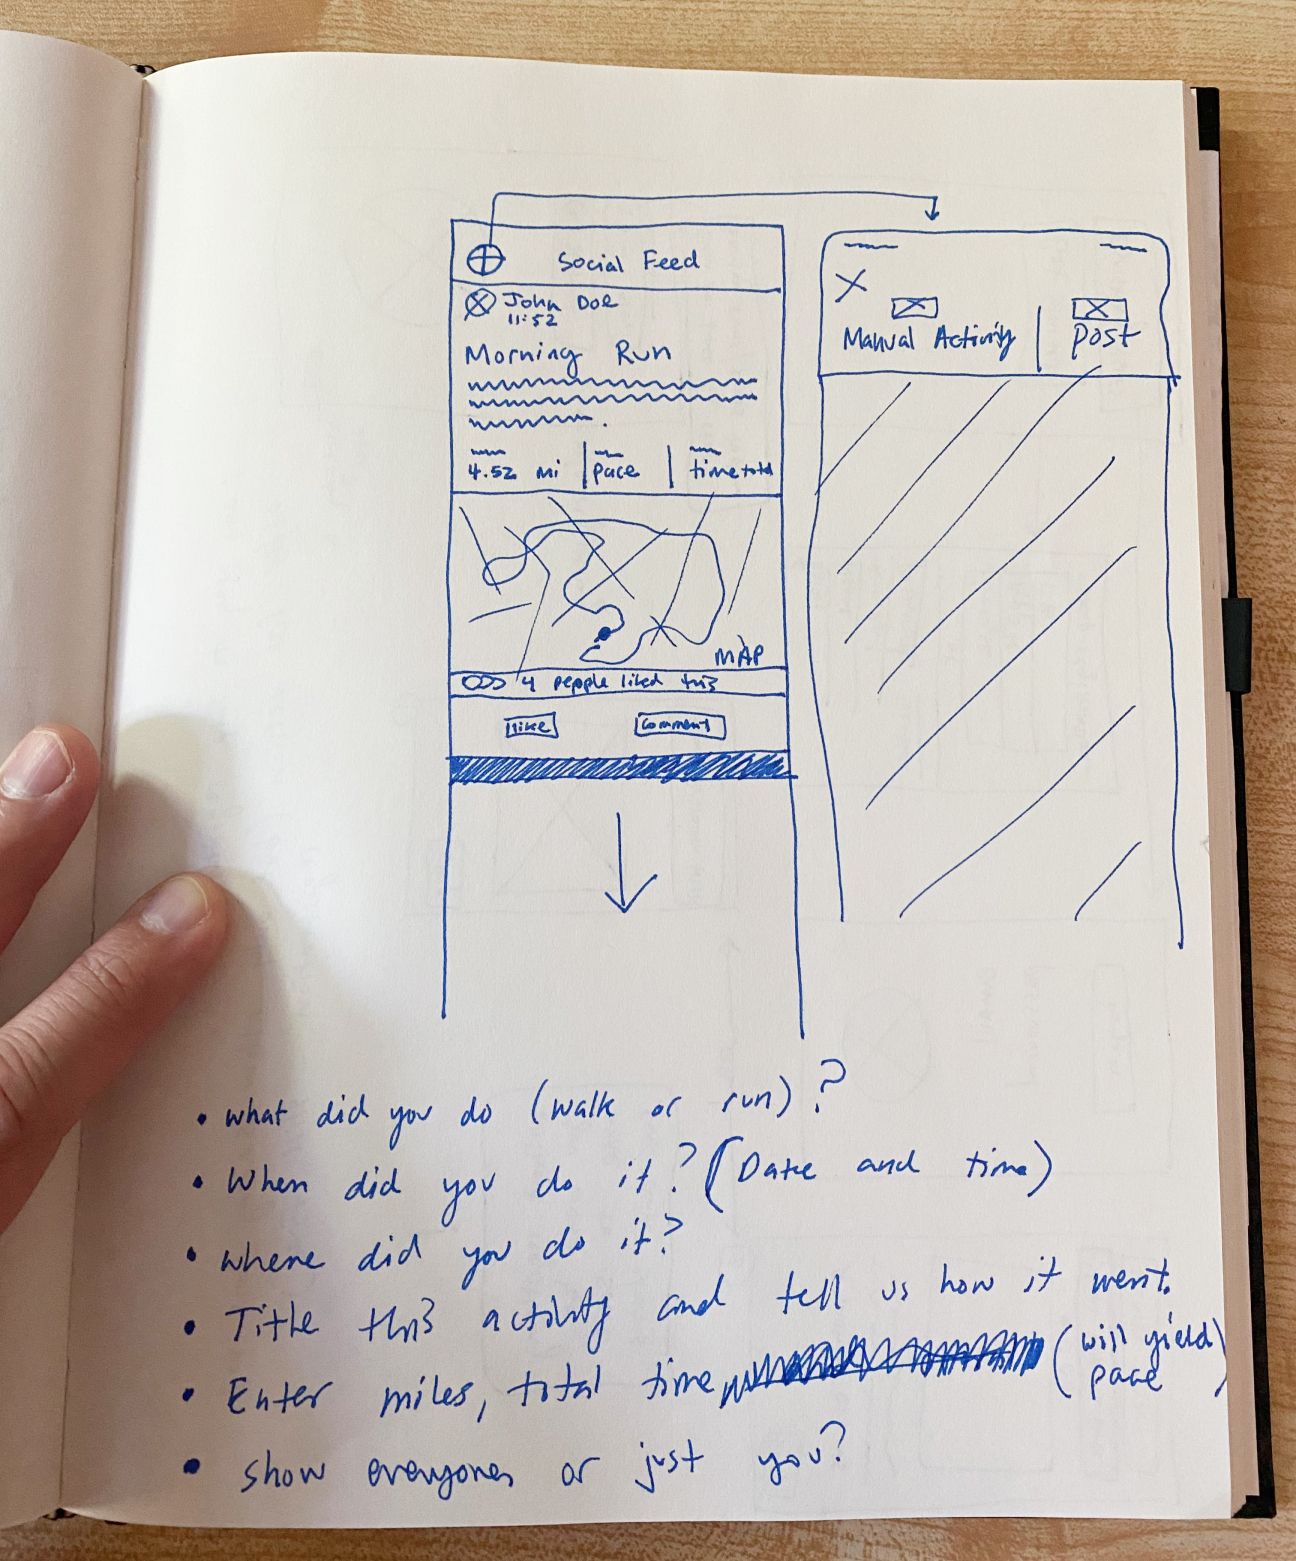 Social Feed
John Doe
11:52
Morning Run
4.52 mi | pace | time total
MAP
4 people liked this
like
comment
Manual Activity | Post
• what did you do (walk or run)?
• When did you do it? (Date and time)
• where did you do it?
• Title this activity and tell us how it went.
• Enter miles, total time (will yield
pace)
• show everyone, or just you?